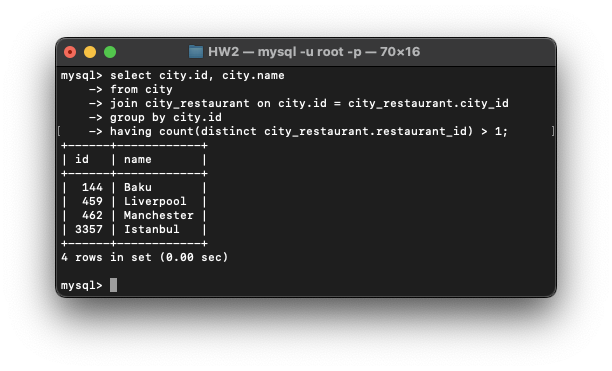 HW2 — mysql -u root -p — 70×16
mysql> select city.id, city.name
    -> from city
    -> join city_restaurant on city.id = city_restaurant.city_id
    -> group by city.id
[    -> having count(distinct city_restaurant.restaurant_id) > 1;      ]
+------+------------+
| id   | name       |
+------+------------+
|  144 | Baku       |
|  459 | Liverpool  |
|  462 | Manchester |
| 3357 | Istanbul   |
+------+------------+
4 rows in set (0.00 sec)
mysql>